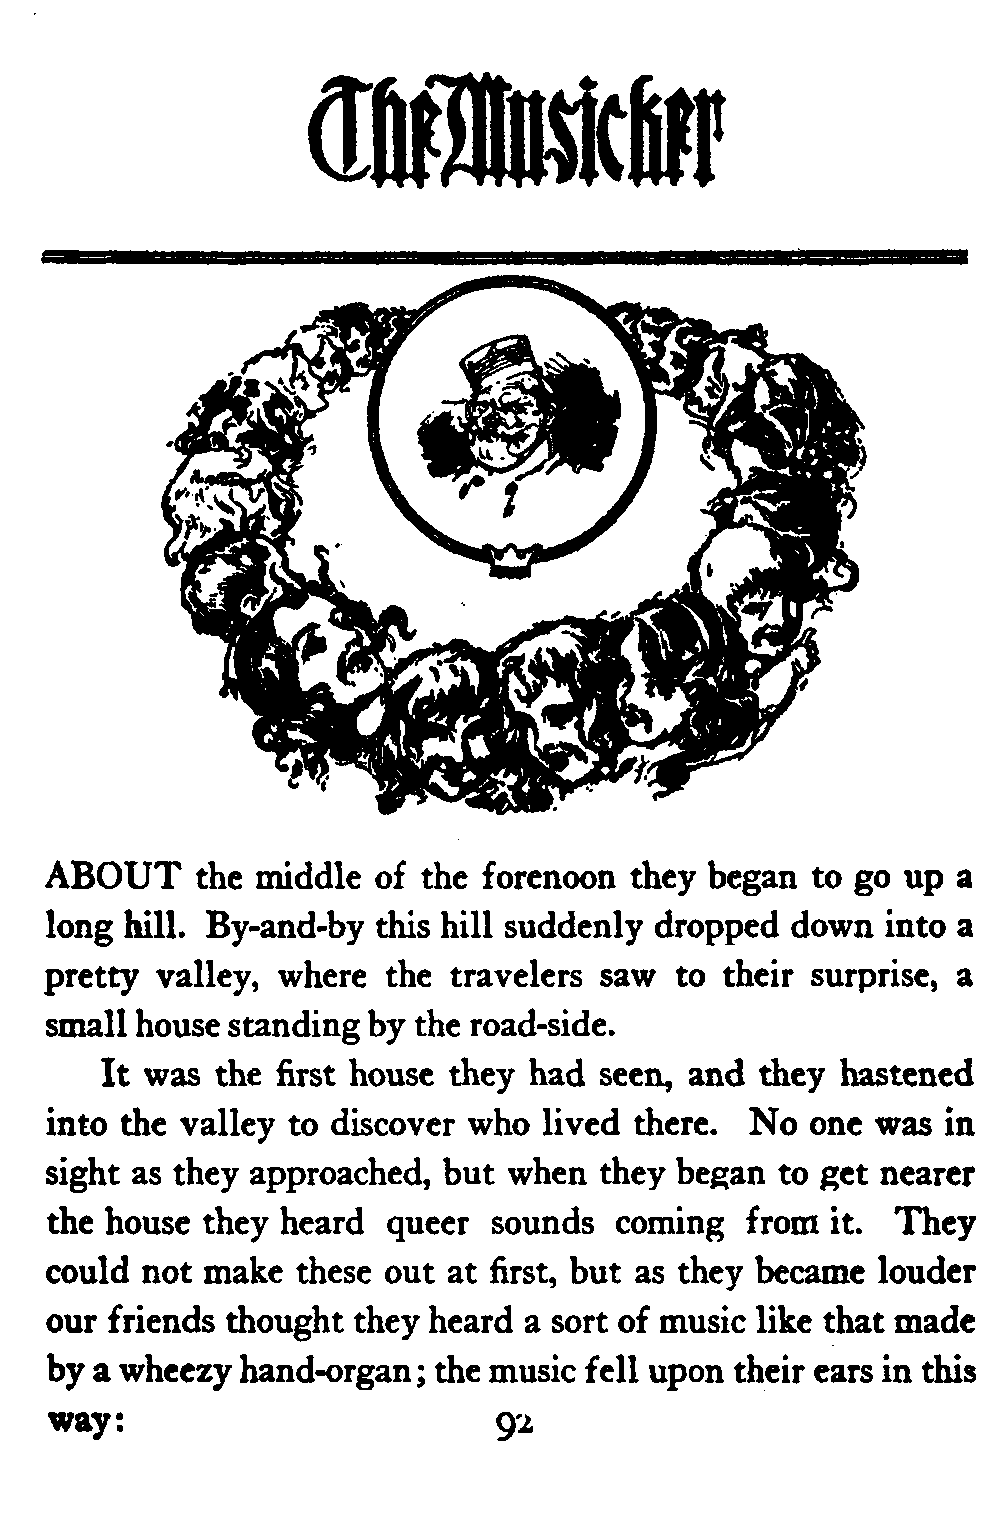 The Musicker
ABOUT the middle of the forenoon they began to go up a
long hill. By-and-by this hill suddenly dropped down into a
pretty valley, where the travelers saw to their surprise, a
small house standing by the road-side.
It was the first house they had seen, and they hastened
into the valley to discover who lived there. No one was in
sight as they approached, but when they began to get nearer
the house they heard queer sounds coming from it. They
could not make these out at first, but as they became louder
our friends thought they heard a sort of music like that made
by a wheezy hand-organ; the music fell upon their ears in this
way:
92